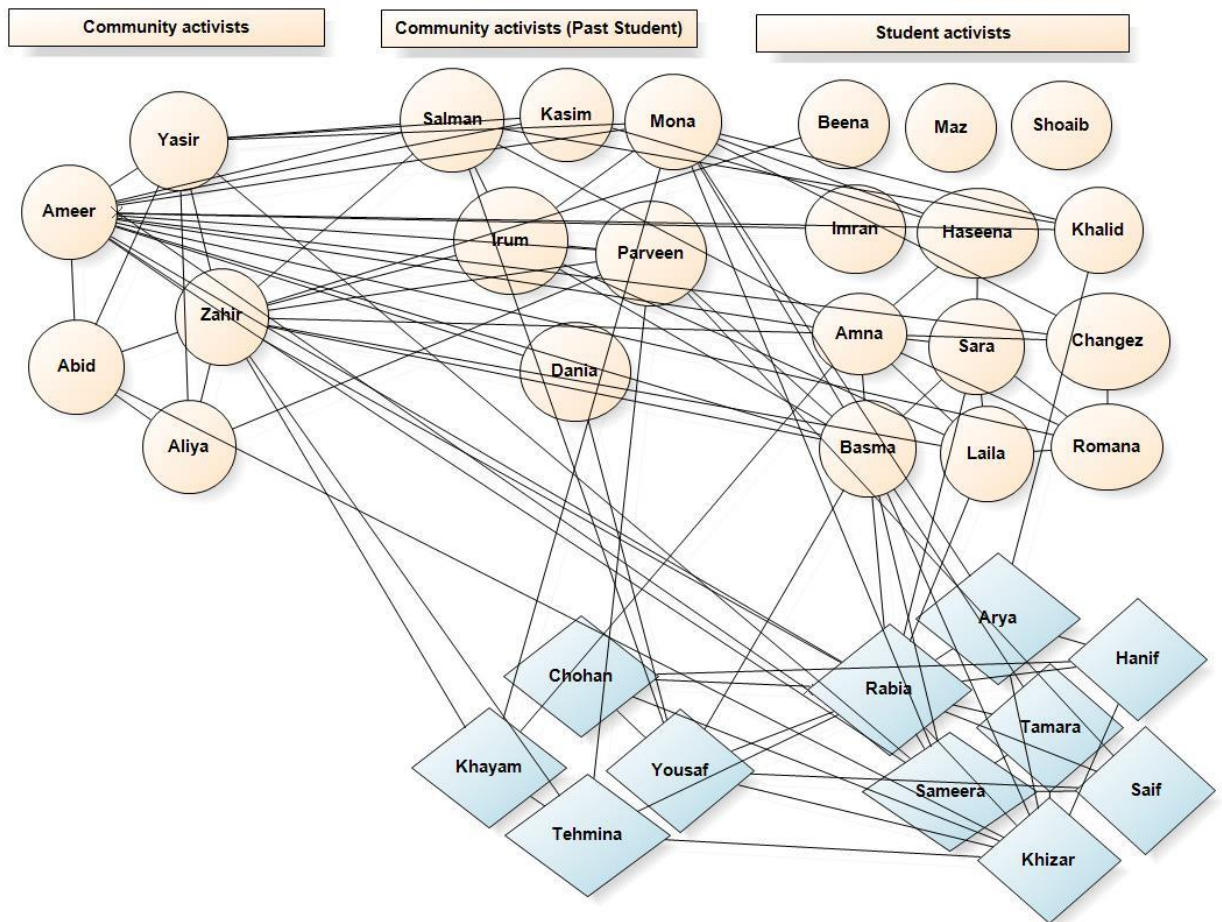 Community activists
Community activists (Past Student)
Student activists
Salman
Kasim
Mona
Beena
Maz
Shoaib
Yasir
Ameer
Irum
Parveen
Imran
Haseena
Khalid
Zahir
Abid
Dania
Amna
Sara
Changez
Aliya
Basma
Laila
Romana
Arya
Chohan
Rabia
Hanif
Tamara
Khayam
Yousaf
Sameera
Saif
Tehmina
Khizar